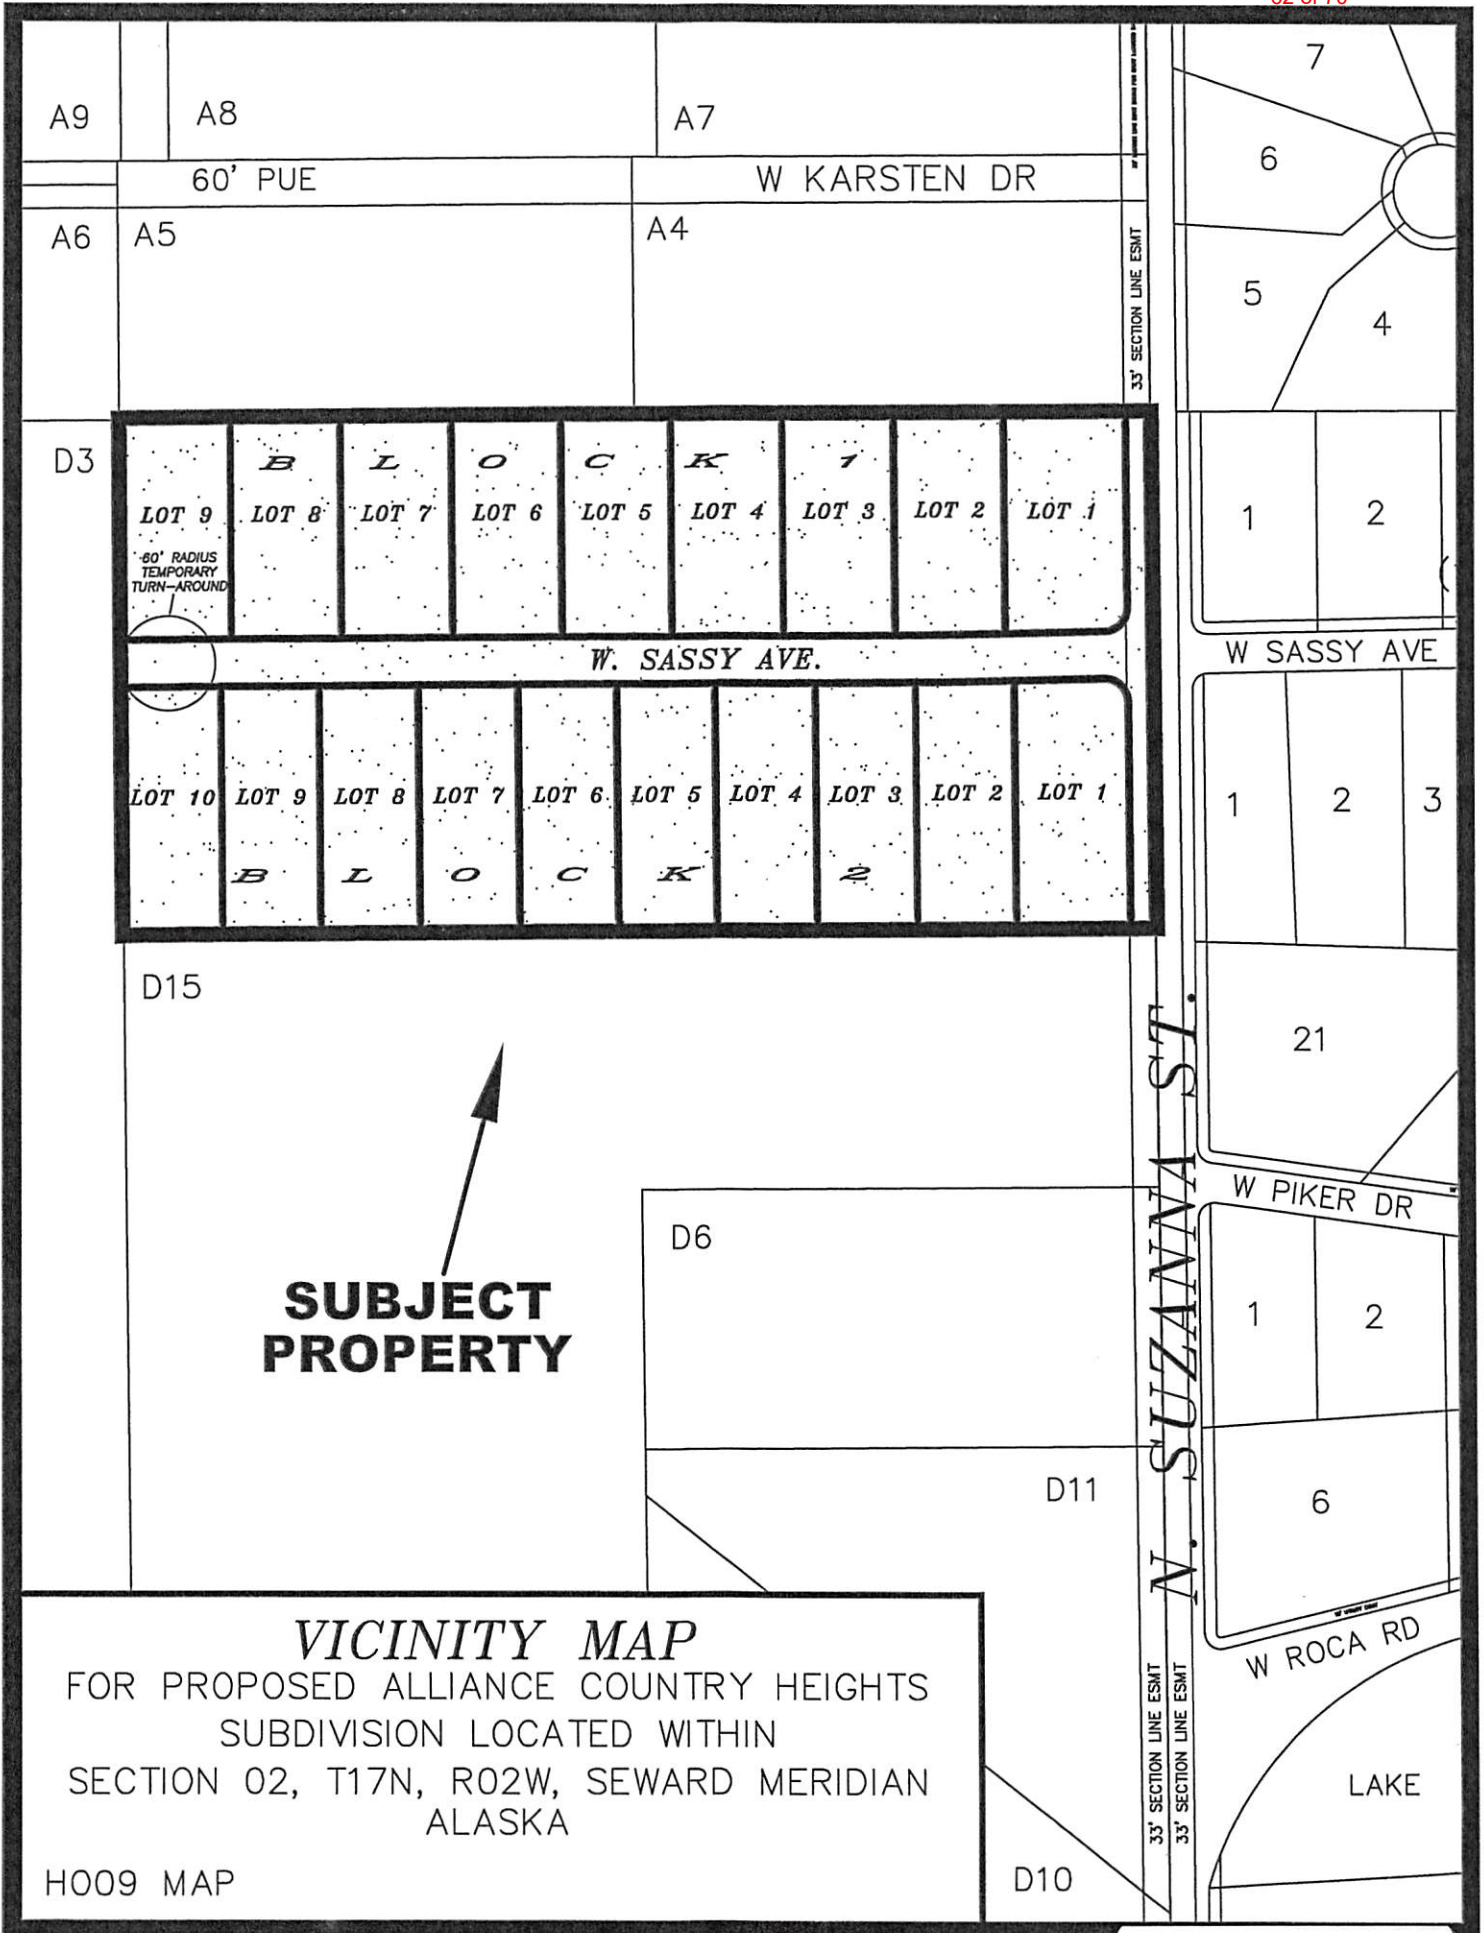 7
A9
A8
A7
6
60' PUE
W KARSTEN DR
A6
A5
A4
33' SECTION LINE ESMT
5
4
D3
BLOCK 1
LOT 9
LOT 8
LOT 7
LOT 6
LOT 5
LOT 4
LOT 3
LOT 2
LOT 1
1
2
60' RADIUS
TEMPORARY
TURN-AROUND
W. SASSY AVE.
W SASSY AVE
LOT 10
LOT 9
LOT 8
LOT 7
LOT 6
LOT 5
LOT 4
LOT 3
LOT 2
LOT 1
1
2
3
BLOCK 2
D15
21
N. SUZANNA ST.
W PIKER DR
D6
SUBJECT
PROPERTY
1
2
D11
6
W ROCA RD
VICINITY MAP
FOR PROPOSED ALLIANCE COUNTRY HEIGHTS
SUBDIVISION LOCATED WITHIN
SECTION 02, T17N, R02W, SEWARD MERIDIAN
ALASKA
H009 MAP
33' SECTION LINE ESMT
33' SECTION LINE ESMT
LAKE
D10